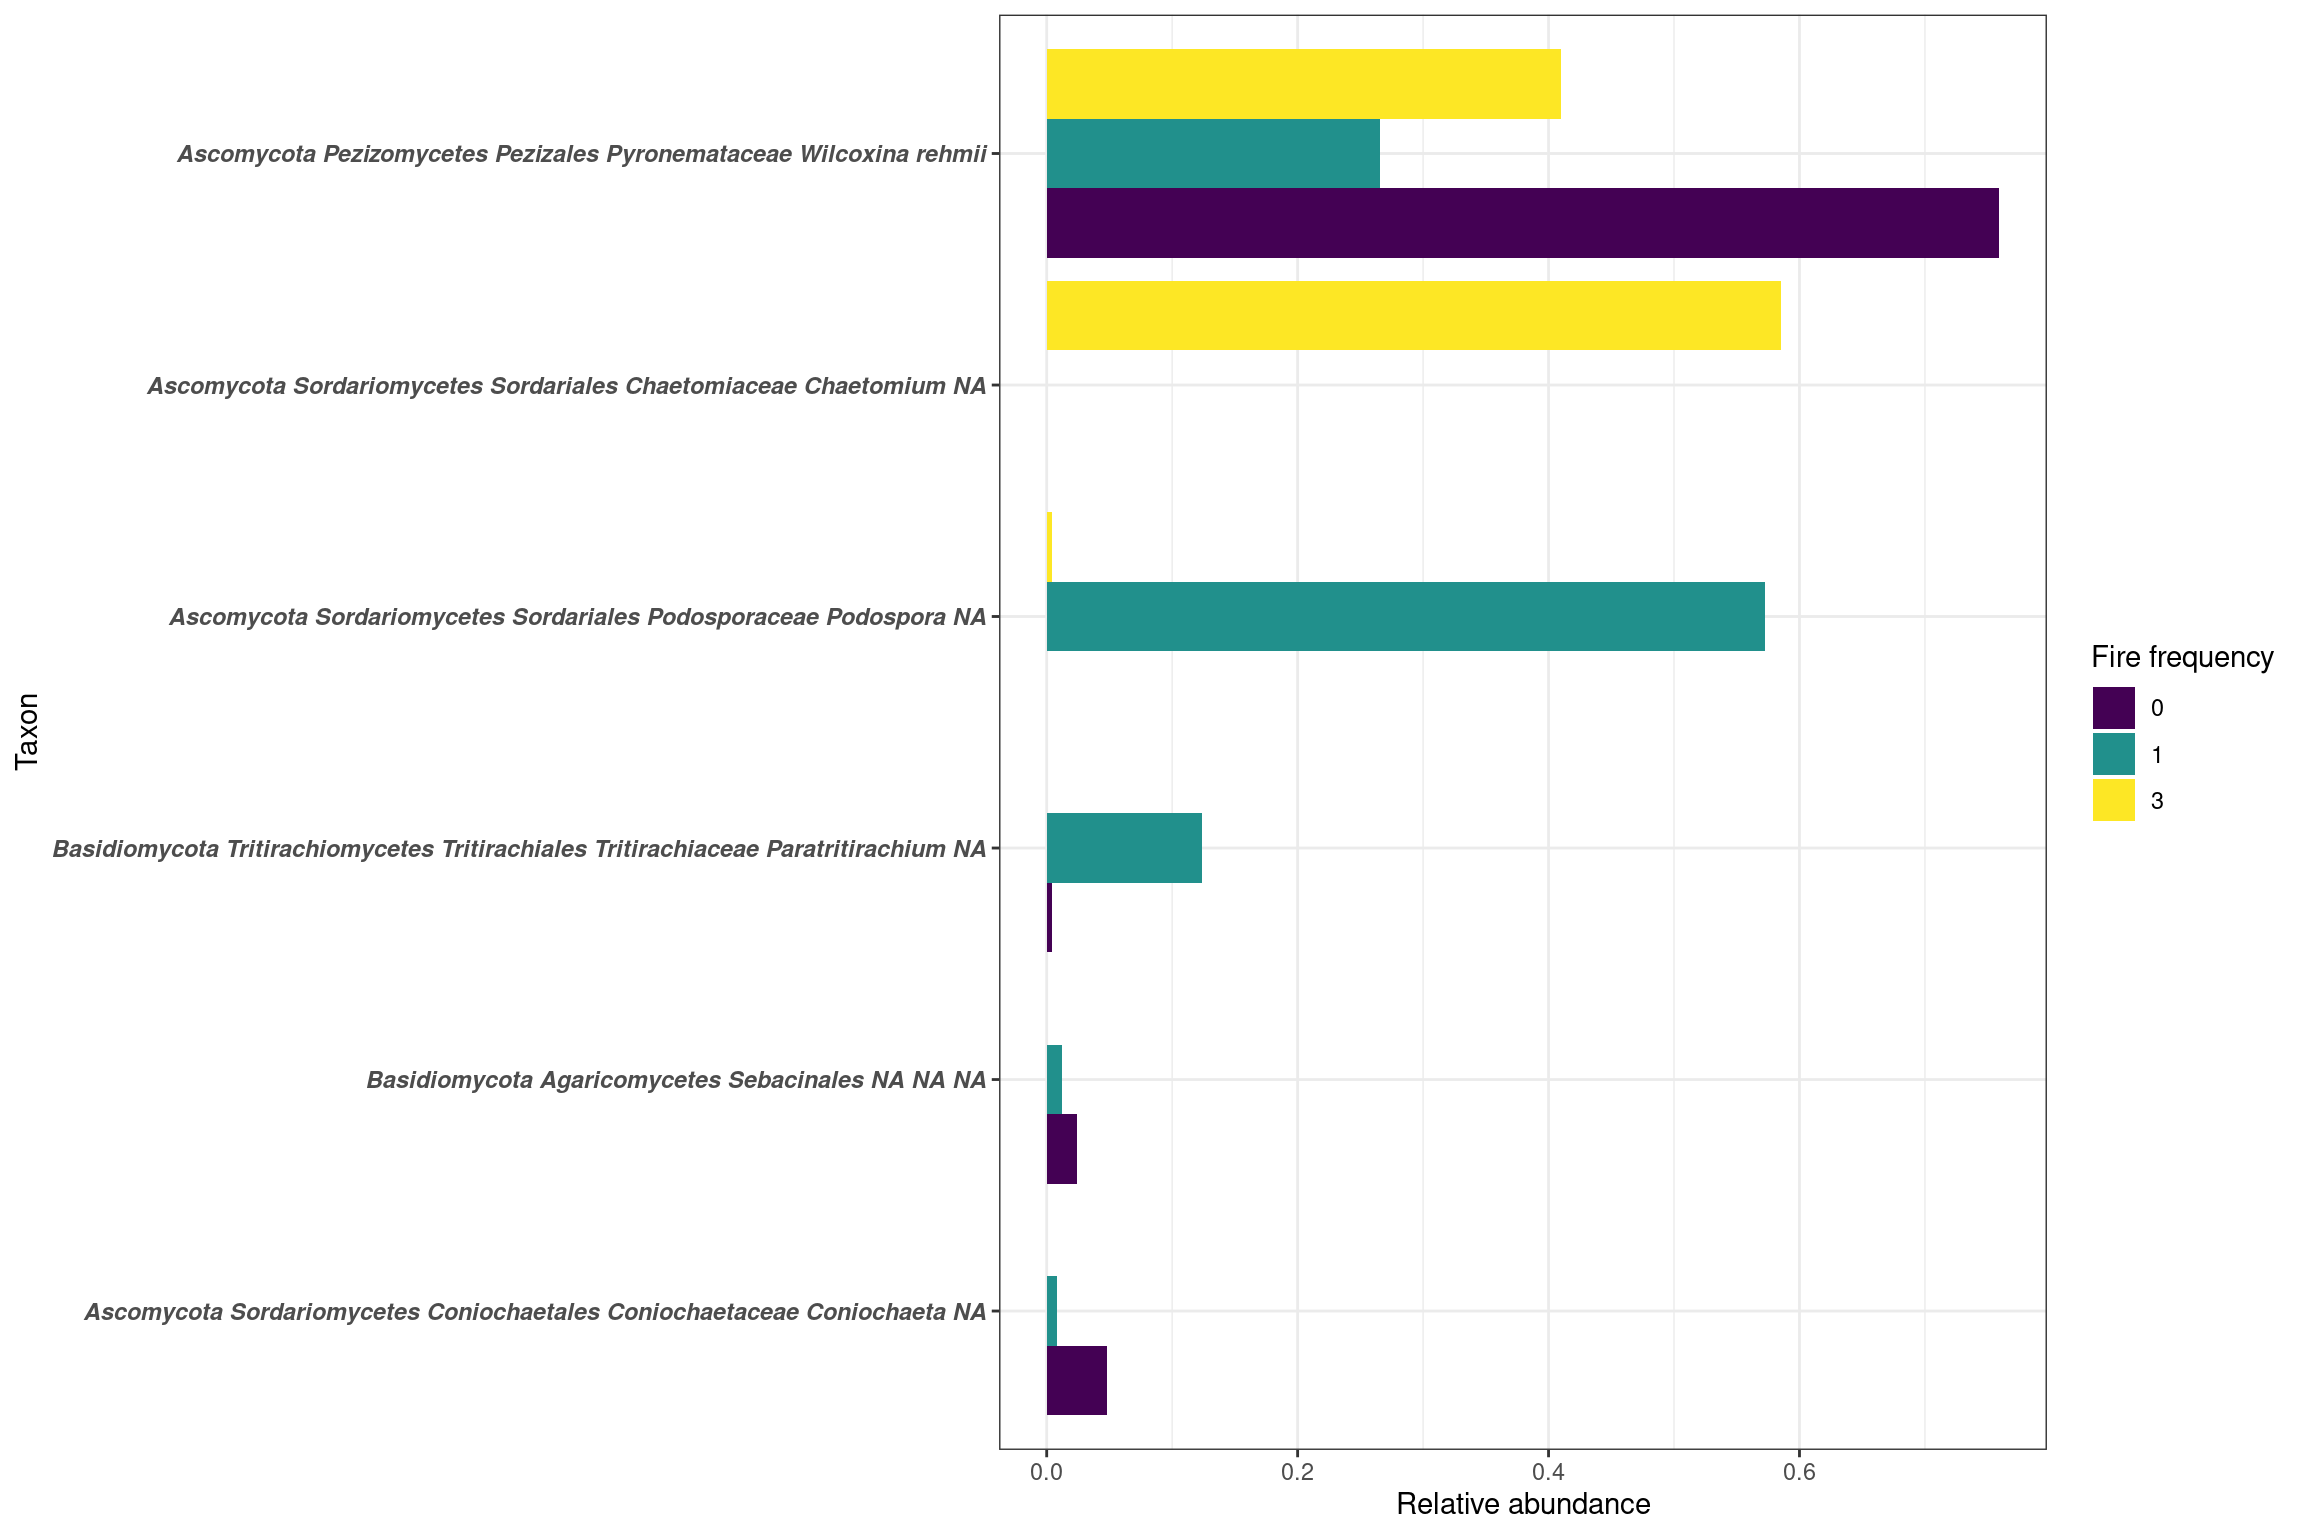 Ascomycota Pezizomycetes Pezizales Pyronemataceae Wilcoxina rehmii
Ascomycota Sordariomycetes Sordariales Chaetomiaceae Chaetomium NA
Ascomycota Sordariomycetes Sordariales Podosporaceae Podospora NA
Basidiomycota Tritirachiomycetes Tritirachiales Tritirachiaceae Paratritirachium NA
Basidiomycota Agaricomycetes Sebacinales NA NA NA
Ascomycota Sordariomycetes Coniochaetales Coniochaetaceae Coniochaeta NA
Taxon
0.0 0.2 0.4 0.6
Relative abundance
Fire frequency
0
1
3